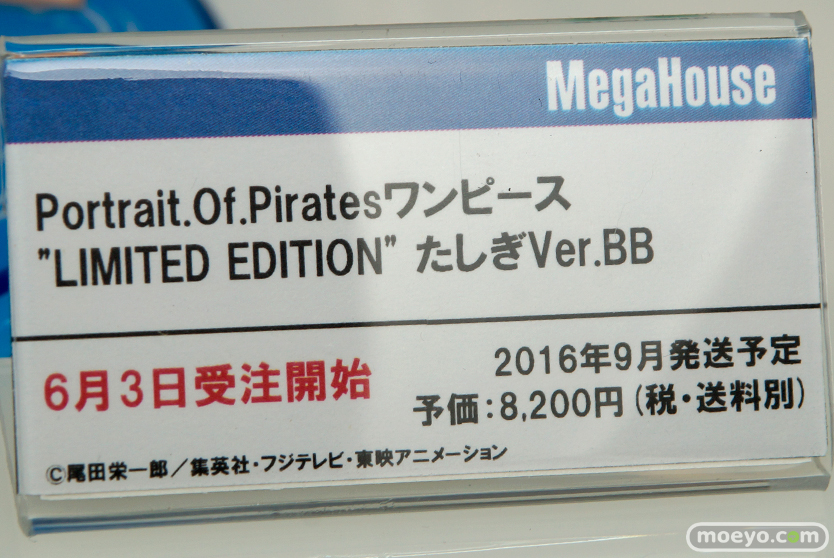 MegaHouse
Portrait.Of.Piratesワンピース
"LIMITED EDITION" たしぎVer.BB
6月3日受注開始
2016年9月発送予定
予価:8,200円(税・送料別)
©尾田栄一郎/集英社・フジテレビ・東映アニメーション
moeyo.com